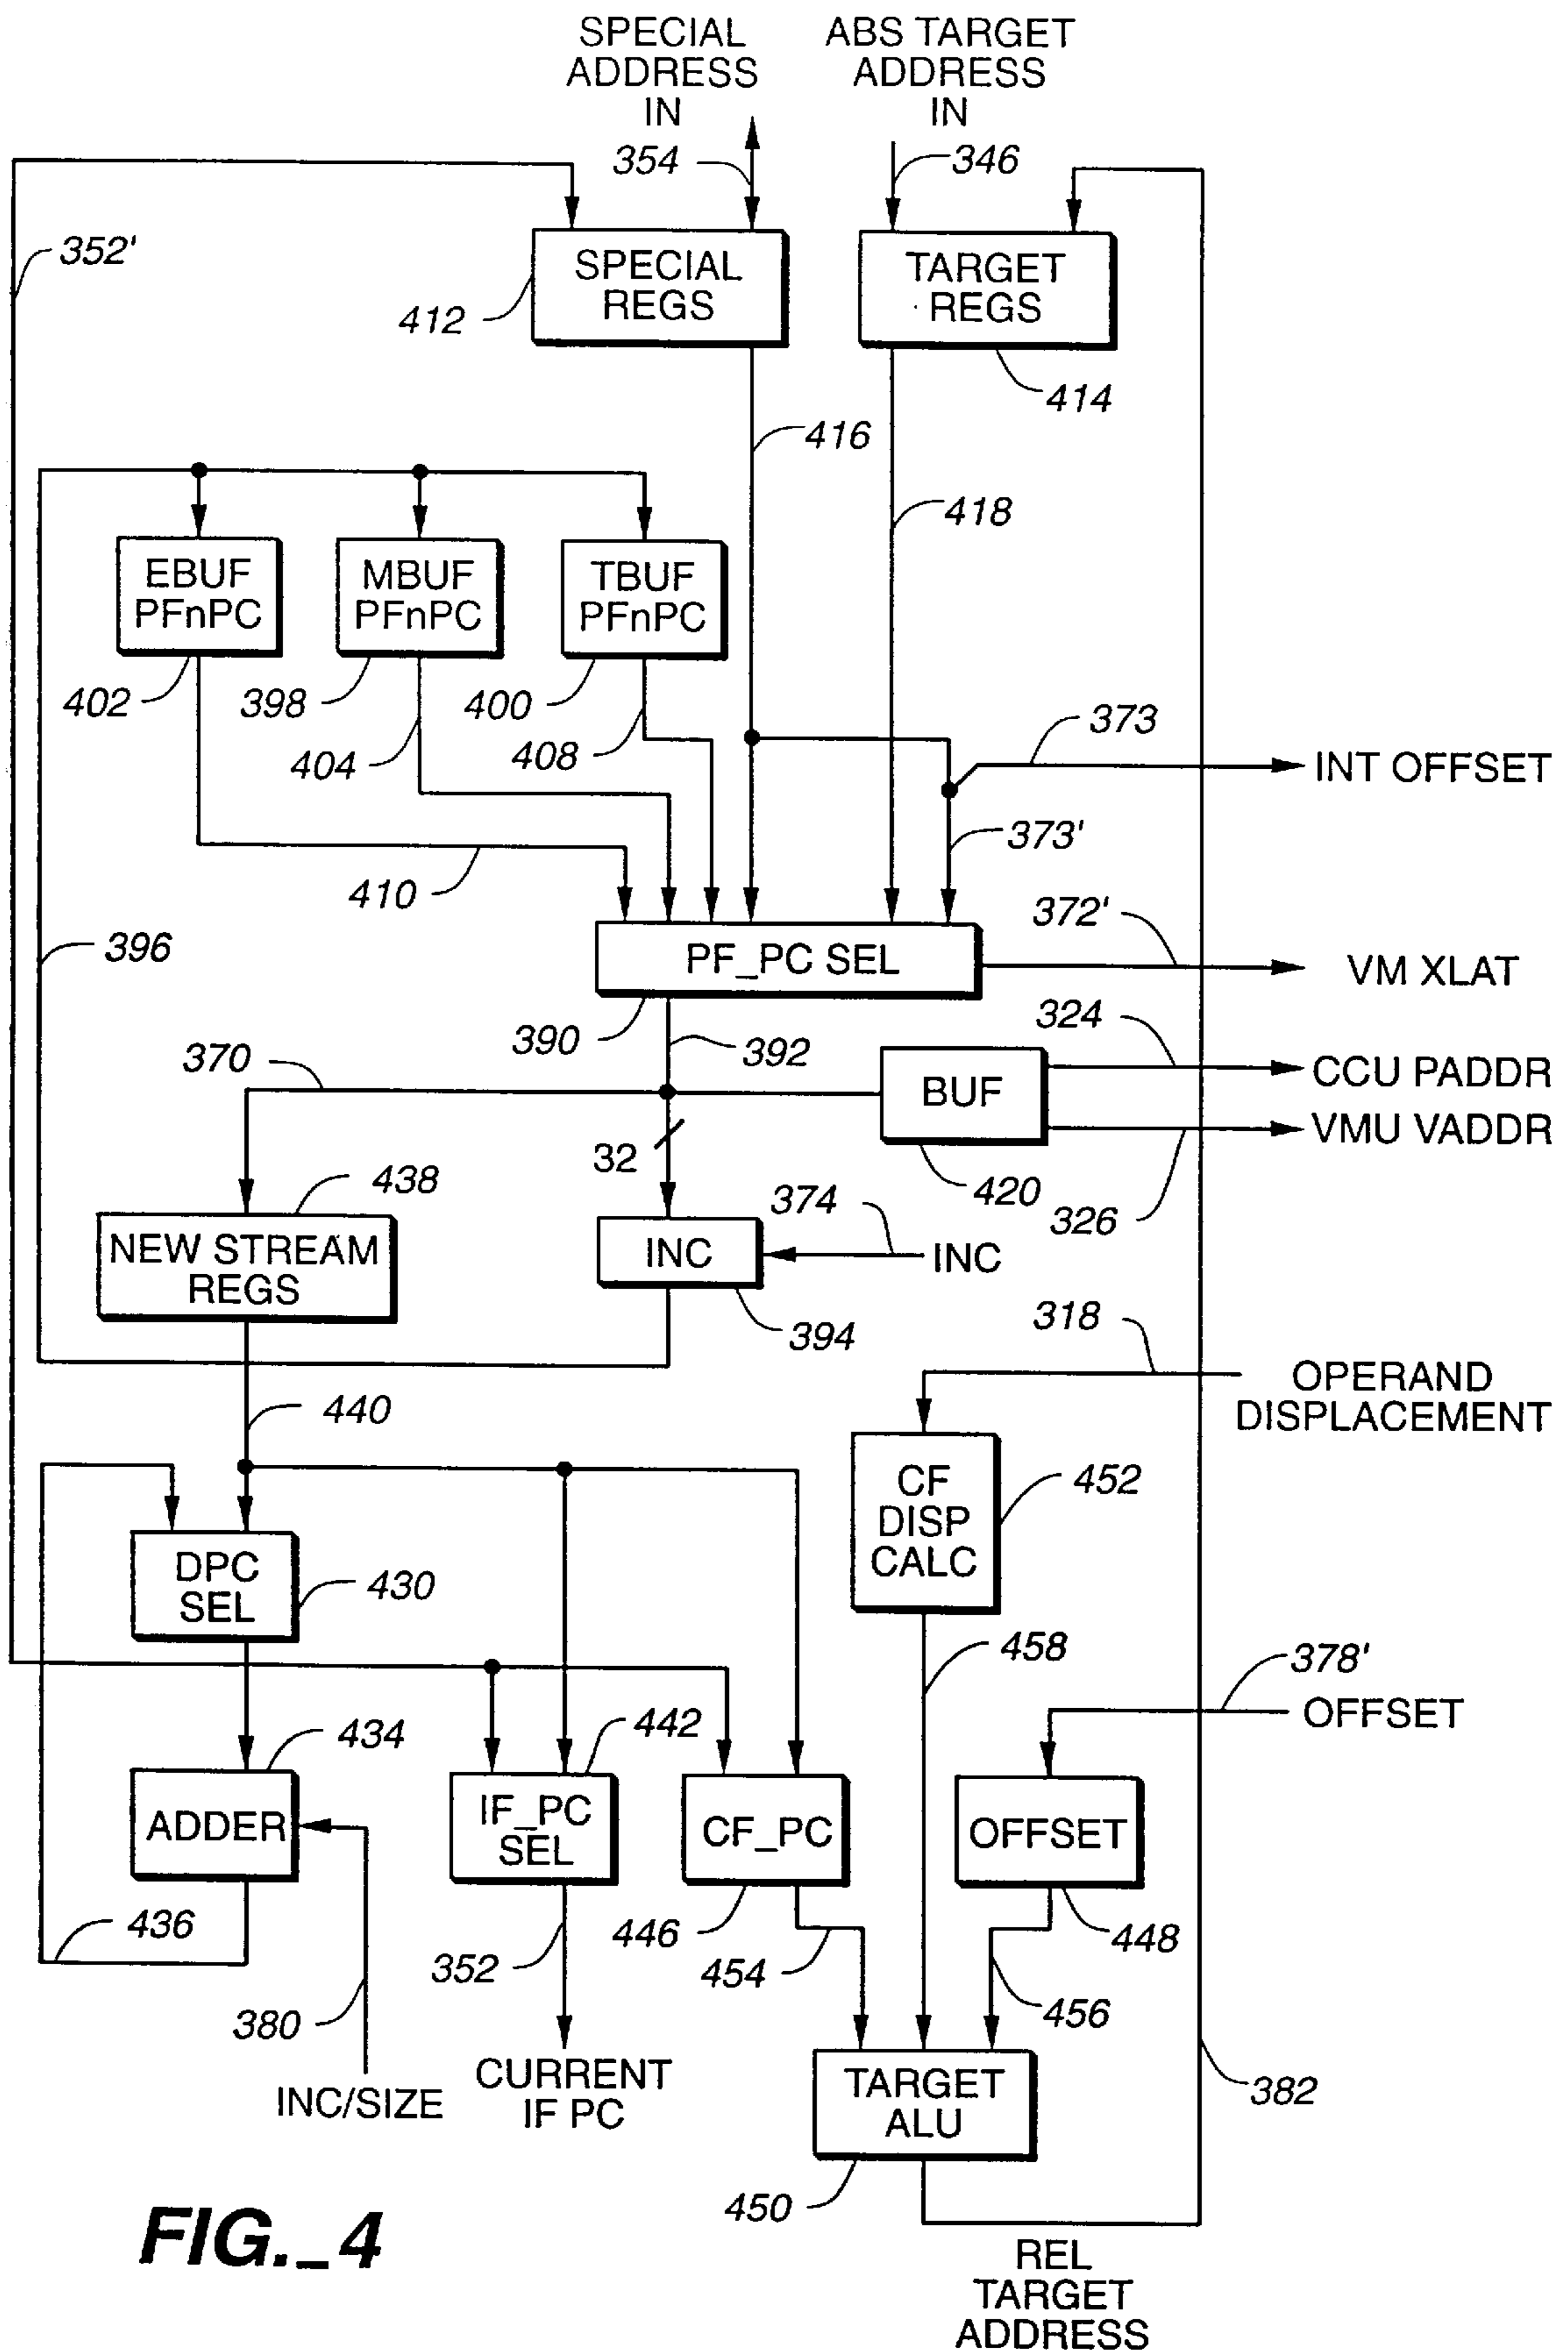 SPECIAL
ADDRESS
IN
ABS TARGET
ADDRESS
IN
354
346
352'
SPECIAL
REGS
TARGET
REGS
412
414
416
418
EBUF
PFnPC
MBUF
PFnPC
TBUF
PFnPC
402
398
400
404
408
373
INT OFFSET
373'
410
396
372'
PF_PC SEL
VM XLAT
390
392
324
370
BUF
CCU PADDR
VMU VADDR
32
420
326
438
374
NEW STREAM
REGS
INC
INC
394
318
OPERAND
DISPLACEMENT
440
CF
DISP
CALC
452
DPC
SEL
430
458
378'
OFFSET
434
442
ADDER
IF_PC
SEL
CF_PC
OFFSET
436
446
448
352
454
456
380
INC/SIZE
CURRENT
IF PC
TARGET
ALU
382
450
FIG._4
REL
TARGET
ADDRESS